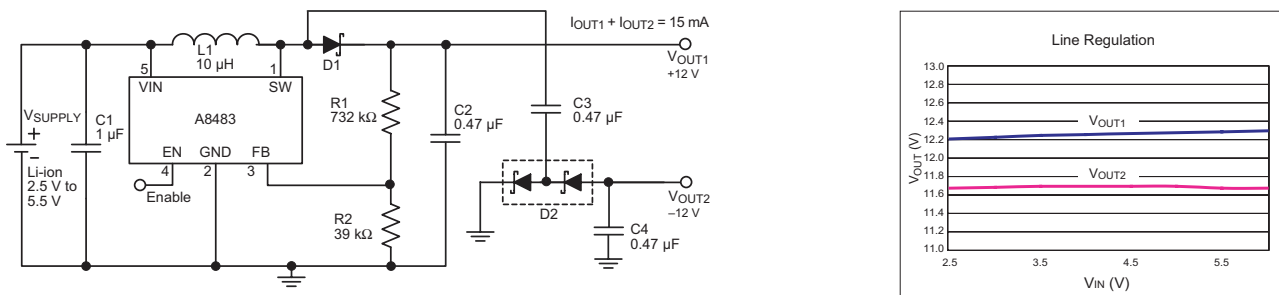 IOUT1 + IOUT2 = 15 mA
L1
10 µH
D1
VOUT1
+12 V
5
1
VIN
SW
R1
732 kΩ
C2
0.47 µF
C3
0.47 µF
VSUPPLY
C1
1 µF
A8483
EN
GND
FB
4
2
3
Li-ion
2.5 V to
5.5 V
Enable
D2
VOUT2
–12 V
R2
39 kΩ
C4
0.47 µF
Line Regulation
13.0
12.8
12.6
12.4
12.2
12.0
11.8
11.6
11.4
11.2
11.0
VOUT (V)
VOUT1
VOUT2
2.5
3.5
4.5
5.5
VIN (V)